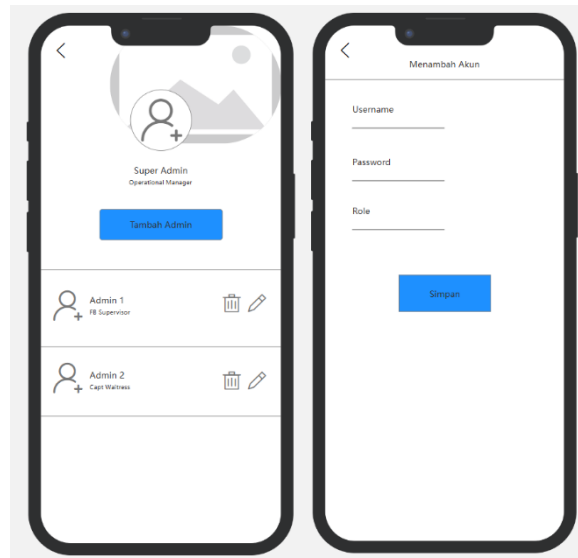 Super Admin
Operational Manager
Tambah Admin
Admin 1
FB Supervisor
Admin 2
Capt Waitress
Menambah Akun
Username
Password
Role
Simpan